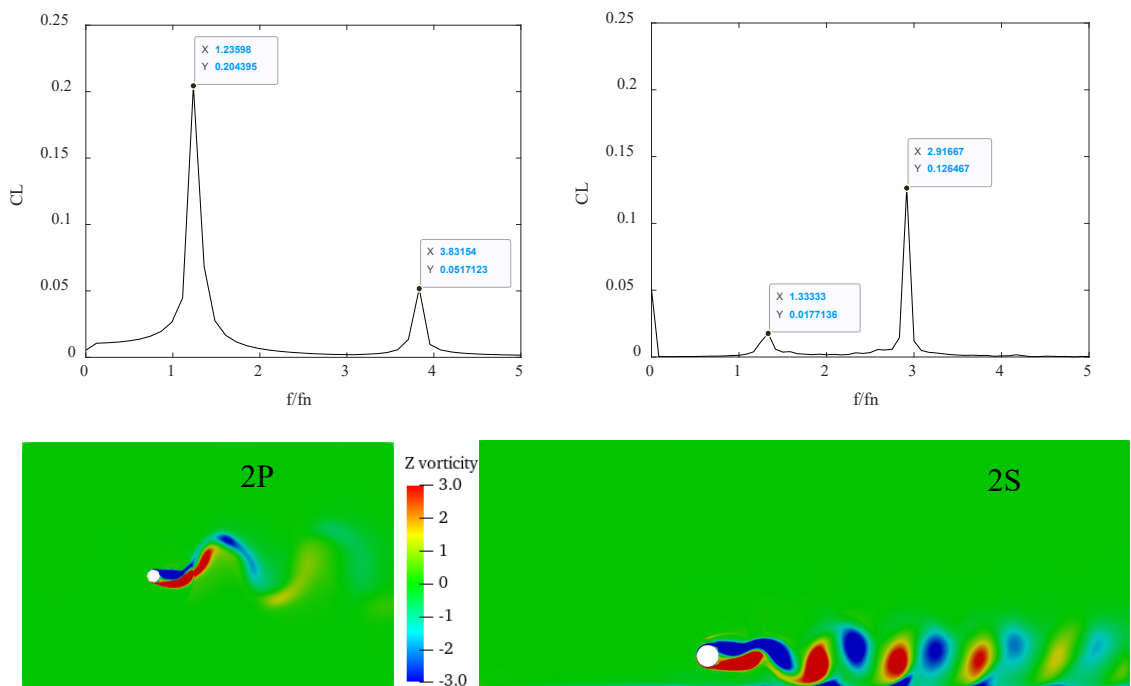 0.25
0.2
0.15
0.1
0.05
0
CL
X 1.23598
Y 0.204395
X 3.83154
Y 0.0517123
0 1 2 3 4 5
f/fn
0.25
0.2
0.15
0.1
0.05
0
CL
X 2.91667
Y 0.126467
X 1.33333
Y 0.0177136
0 1 2 3 4 5
f/fn
2P
Z vorticity
3.0
2
1
0
-1
-2
-3.0
2S